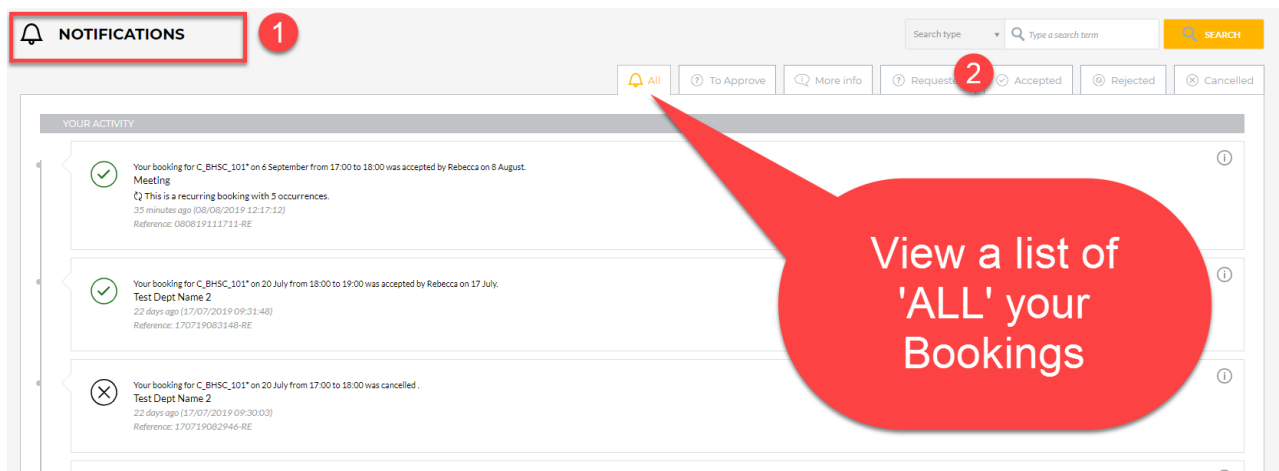 NOTIFICATIONS
1
Search type
Type a search term
SEARCH
All
To Approve
More info
Requeste
2
Accepted
Rejected
Cancelled
YOUR ACTIVITY
Your booking for C_BHSC_101* on 6 September from 17:00 to 18:00 was accepted by Rebecca on 8 August.
Meeting
This is a recurring booking with 5 occurrences.
35 minutes ago (08/08/2019 12:17:12)
Reference: 080819111711-RE
Your booking for C_BHSC_101* on 20 July from 18:00 to 19:00 was accepted by Rebecca on 17 July.
Test Dept Name 2
22 days ago (17/07/2019 09:31:48)
Reference: 170719083148-RE
Your booking for C_BHSC_101* on 20 July from 17:00 to 18:00 was cancelled .
Test Dept Name 2
22 days ago (17/07/2019 09:30:03)
Reference: 170719082946-RE
View a list of
'ALL' your
Bookings